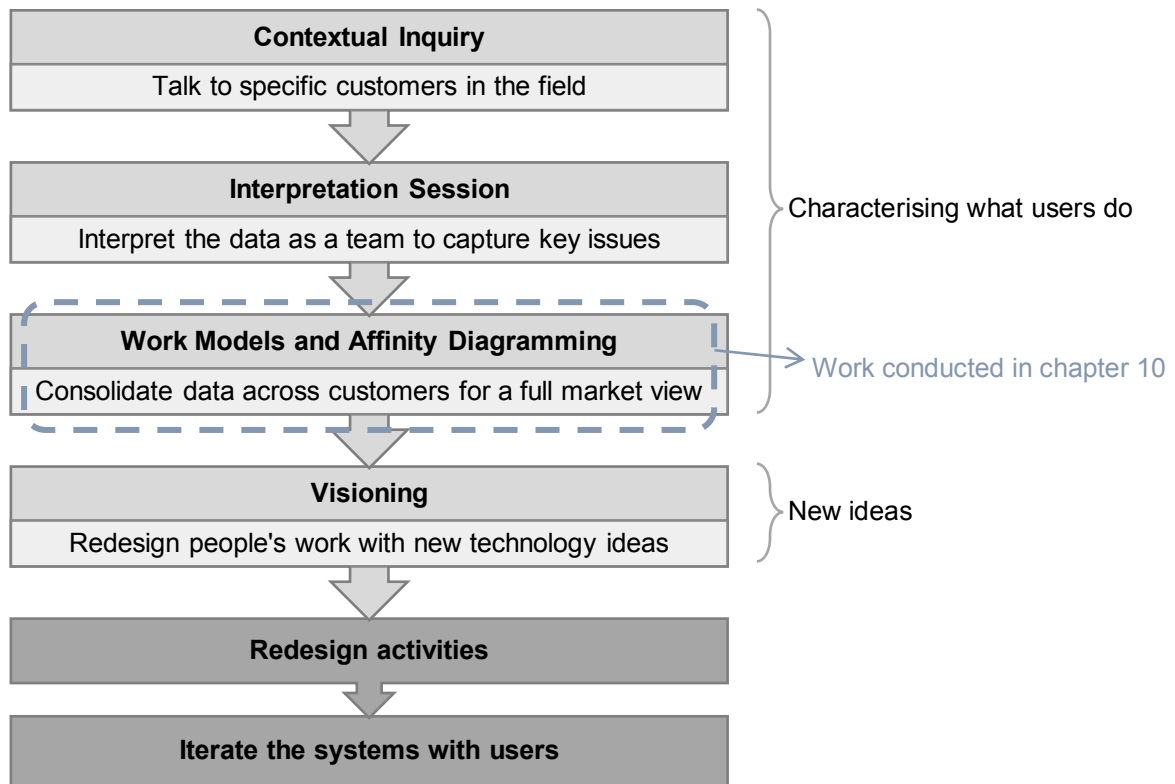 Contextual Inquiry
Talk to specific customers in the field
Interpretation Session
Interpret the data as a team to capture key issues
Characterising what users do
Work Models and Affinity Diagramming
Consolidate data across customers for a full market view
Work conducted in chapter 10
Visioning
Redesign people's work with new technology ideas
New ideas
Redesign activities
Iterate the systems with users